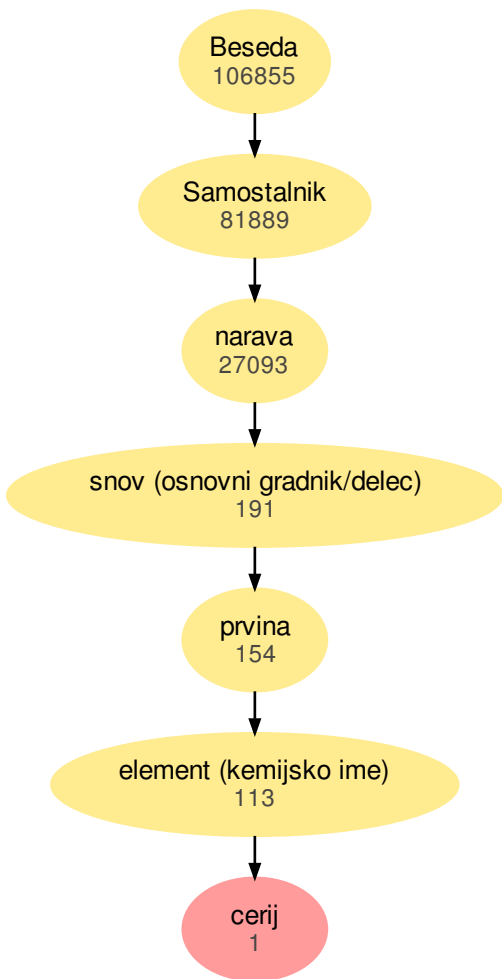 Beseda
106855
Samostalnik
81889
narava
27093
snov (osnovni gradnik/delec)
191
prvina
154
element (kemijsko ime)
113
cerij
1